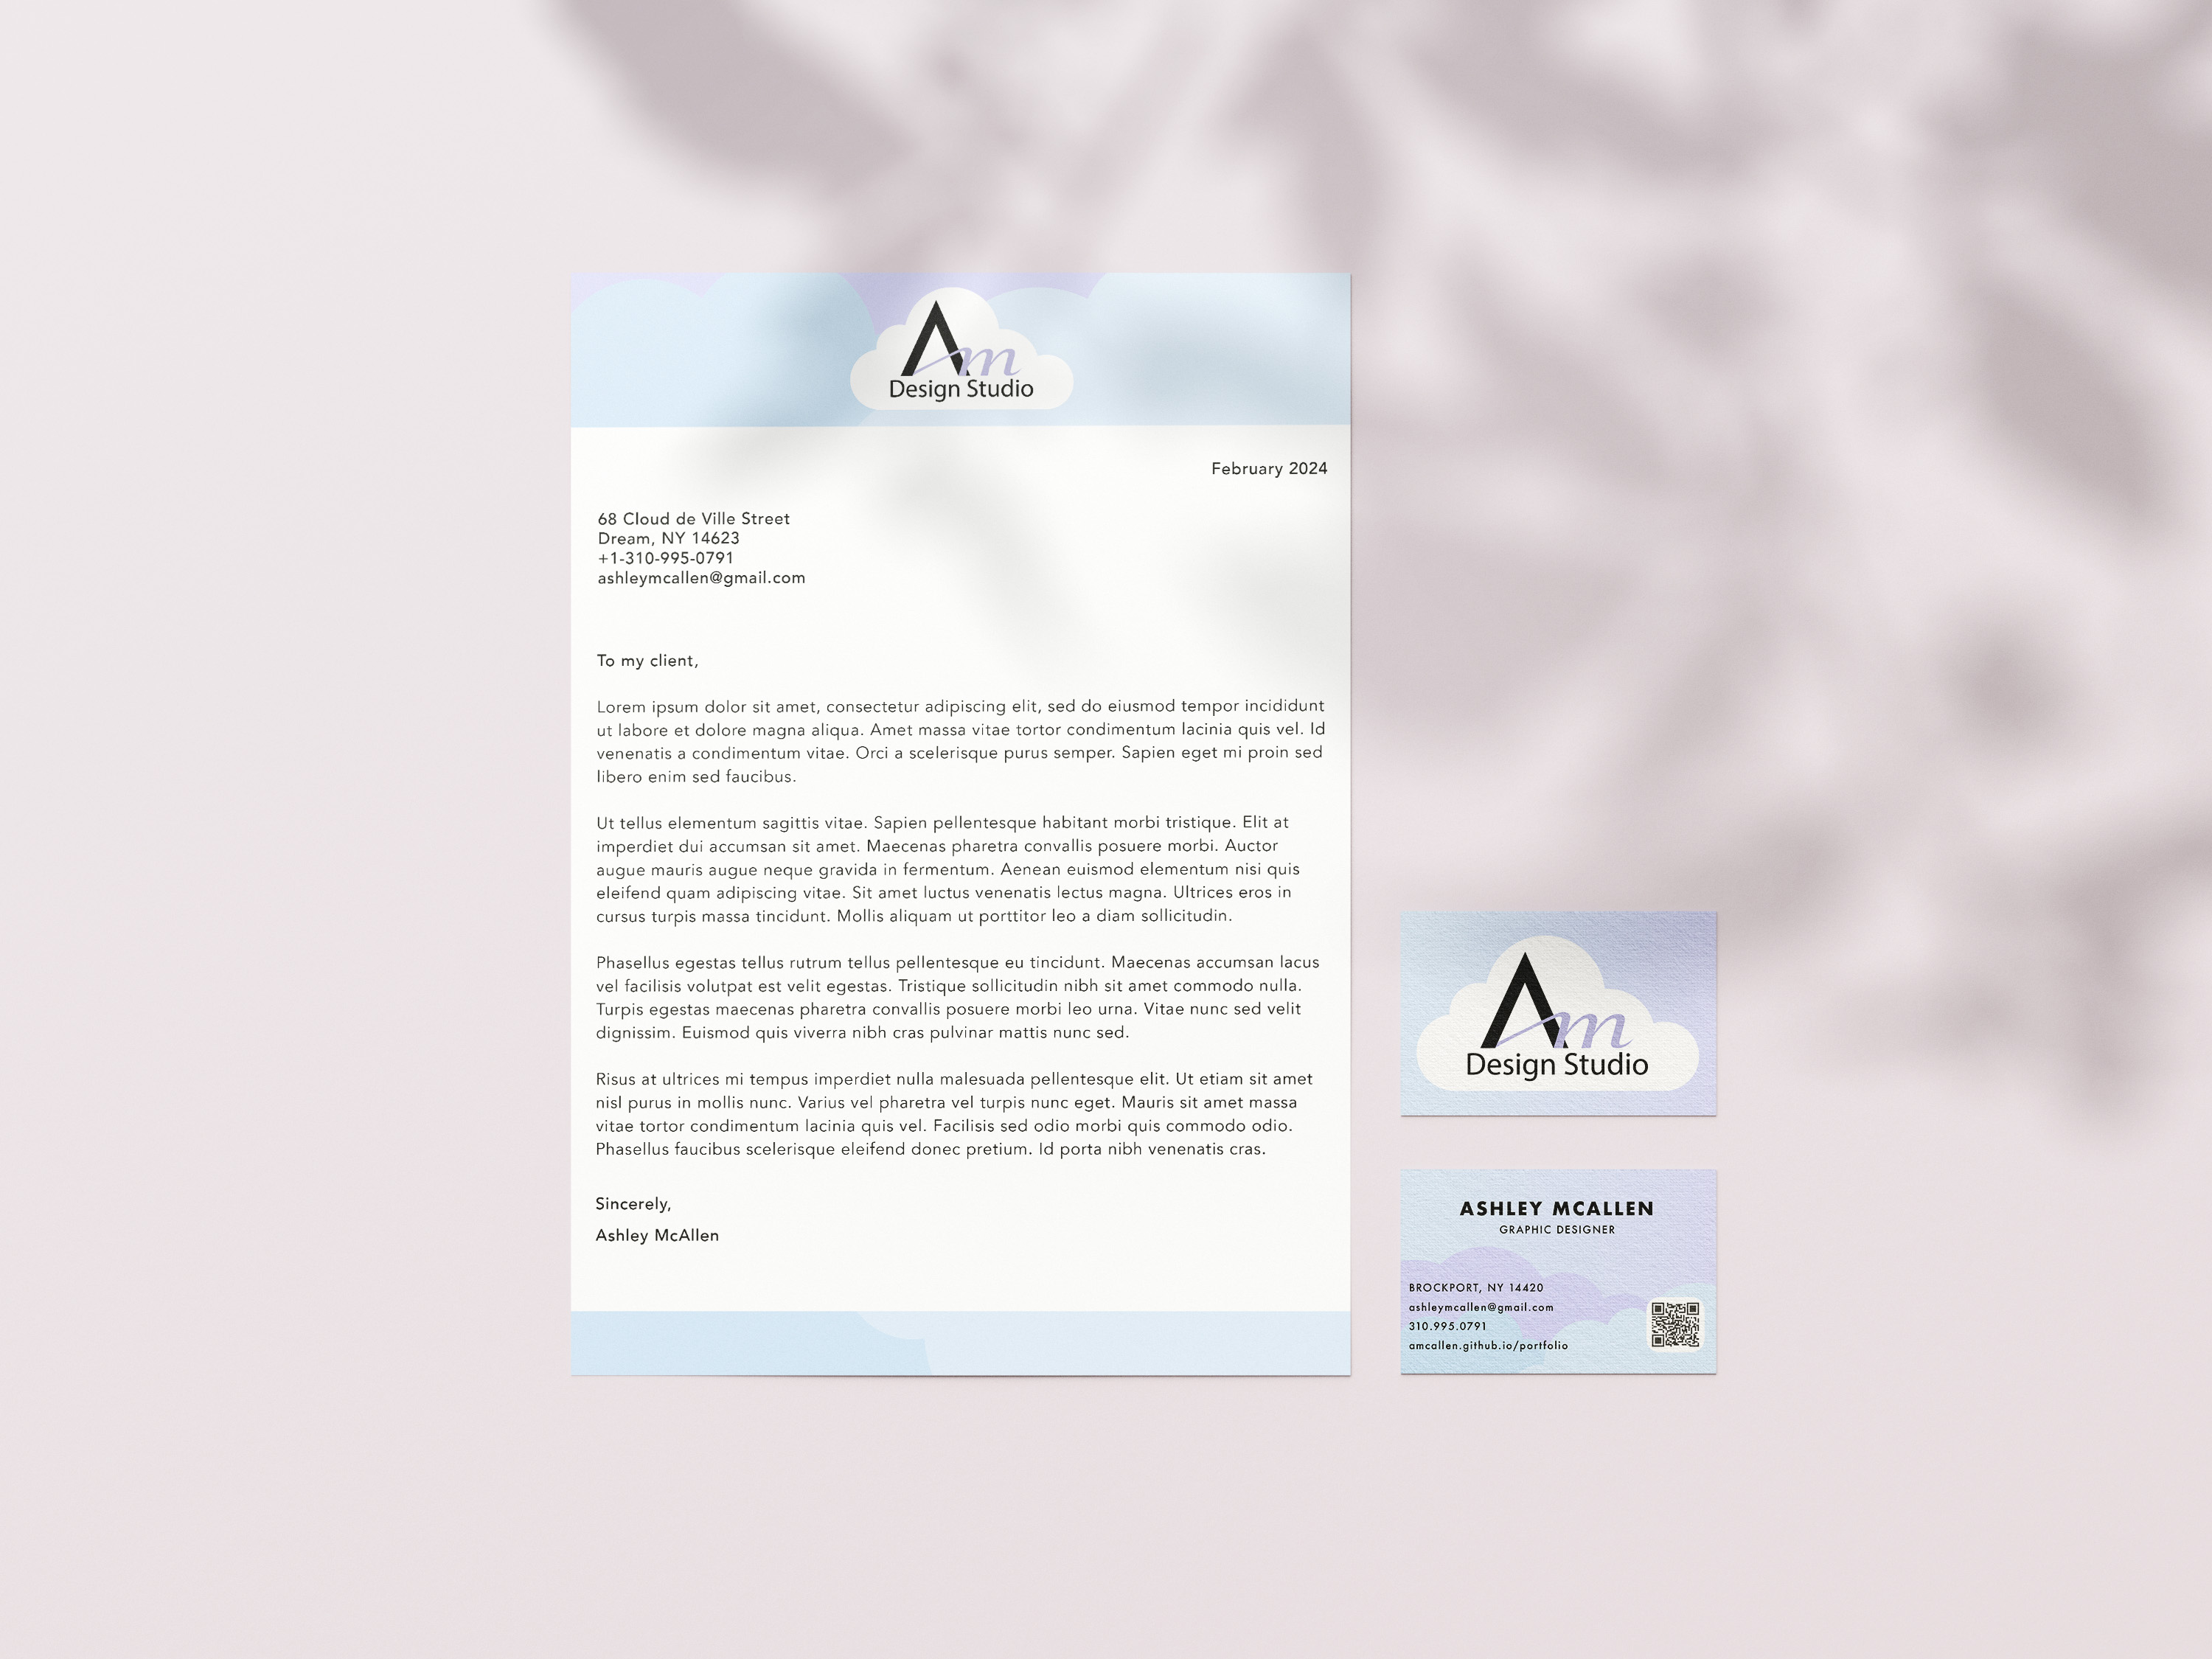 Am
Design Studio
February 2024
68 Cloud de Ville Street
Dream, NY 14623
+1-310-995-0791
ashleymcallen@gmail.com
To my client,
Lorem ipsum dolor sit amet, consectetur adipiscing elit, sed do eiusmod tempor incididunt
ut labore et dolore magna aliqua. Amet massa vitae tortor condimentum lacinia quis vel. Id
venenatis a condimentum vitae. Orci a scelerisque purus semper. Sapien eget mi proin sed
libero enim sed faucibus.
Ut tellus elementum sagittis vitae. Sapien pellentesque habitant morbi tristique. Elit at
imperdiet dui accumsan sit amet. Maecenas pharetra convallis posuere morbi. Auctor
augue mauris augue neque gravida in fermentum. Aenean euismod elementum nisi quis
eleifend quam adipiscing vitae. Sit amet luctus venenatis lectus magna. Ultrices eros in
cursus turpis massa tincidunt. Mollis aliquam ut porttitor leo a diam sollicitudin.
Phasellus egestas tellus rutrum tellus pellentesque eu tincidunt. Maecenas accumsan lacus
vel facilisis volutpat est velit egestas. Tristique sollicitudin nibh sit amet commodo nulla.
Turpis egestas maecenas pharetra convallis posuere morbi leo urna. Vitae nunc sed velit
dignissim. Euismod quis viverra nibh cras pulvinar mattis nunc sed.
Risus at ultrices mi tempus imperdiet nulla malesuada pellentesque elit. Ut etiam sit amet
nisl purus in mollis nunc. Varius vel pharetra vel turpis nunc eget. Mauris sit amet massa
vitae tortor condimentum lacinia quis vel. Facilisis sed odio morbi quis commodo odio.
Phasellus faucibus scelerisque eleifend donec pretium. Id porta nibh venenatis cras.
Sincerely,
Ashley McAllen
Am
Design Studio
ASHLEY MCALLEN
GRAPHIC DESIGNER
BROCKPORT, NY 14420
ashleymcallen@gmail.com
310.995.0791
amcallen.github.io/portfolio